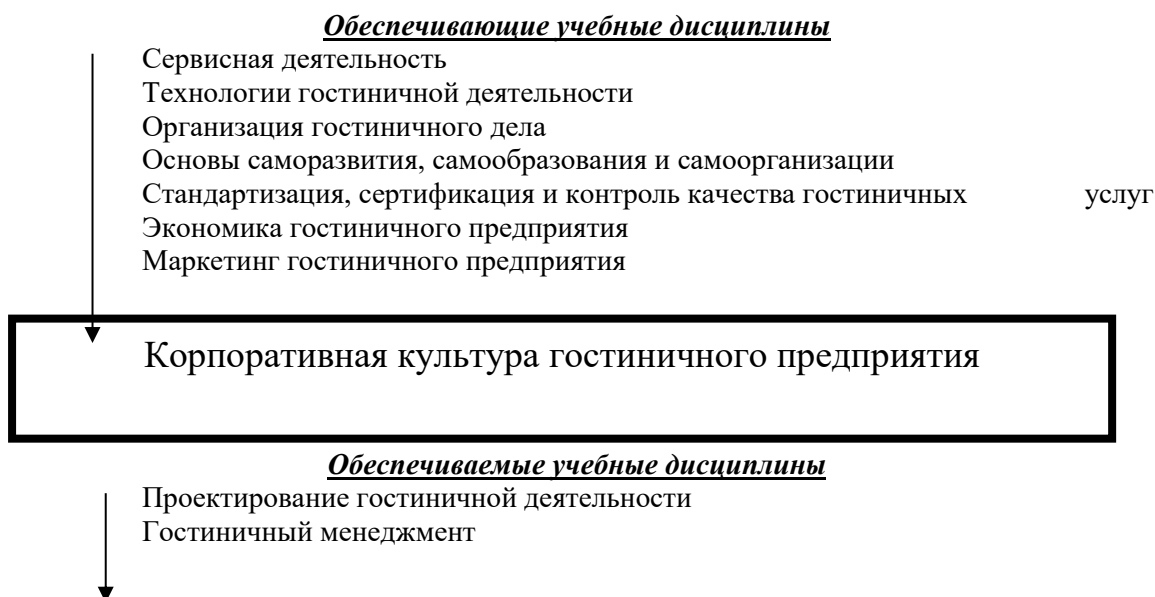 Обеспечивающие учебные дисциплины
Сервисная деятельность
Технологии гостиничной деятельности
Организация гостиничного дела
Основы саморазвития, самообразования и самоорганизации
Стандартизация, сертификация и контроль качества гостиничных услуг
Экономика гостиничного предприятия
Маркетинг гостиничного предприятия
Корпоративная культура гостиничного предприятия
Обеспечиваемые учебные дисциплины
Проектирование гостиничной деятельности
Гостиничный менеджмент